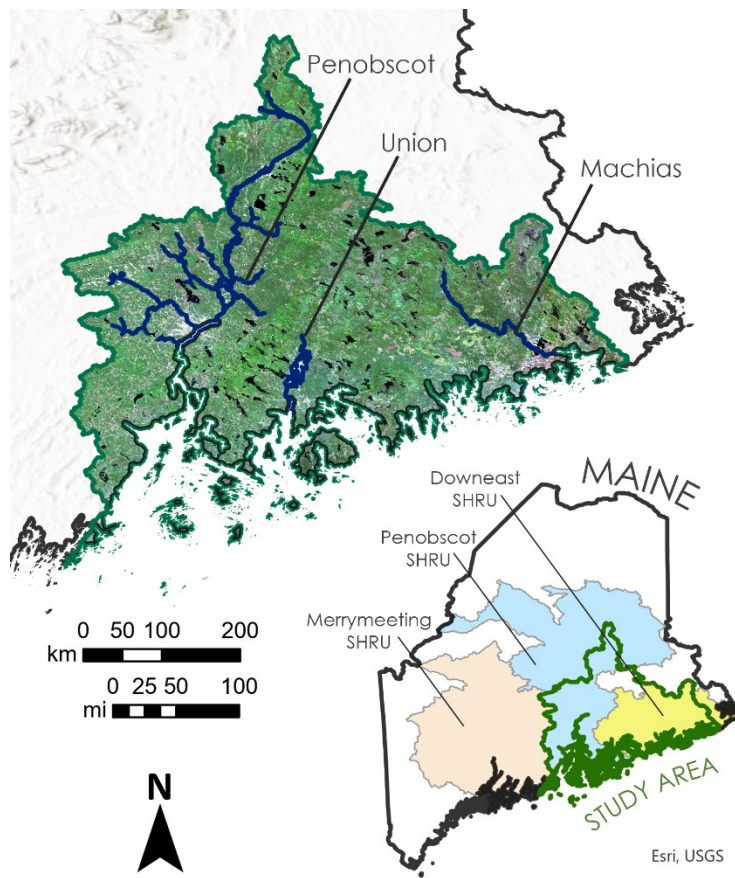 Penobscot
Union
Machias
Downeast
SHRU
MAINE
Penobscot
SHRU
Merrymeeting
SHRU
0 50 100 200
km
0 25 50 100
mi
N
STUDY AREA
Esri, USGS